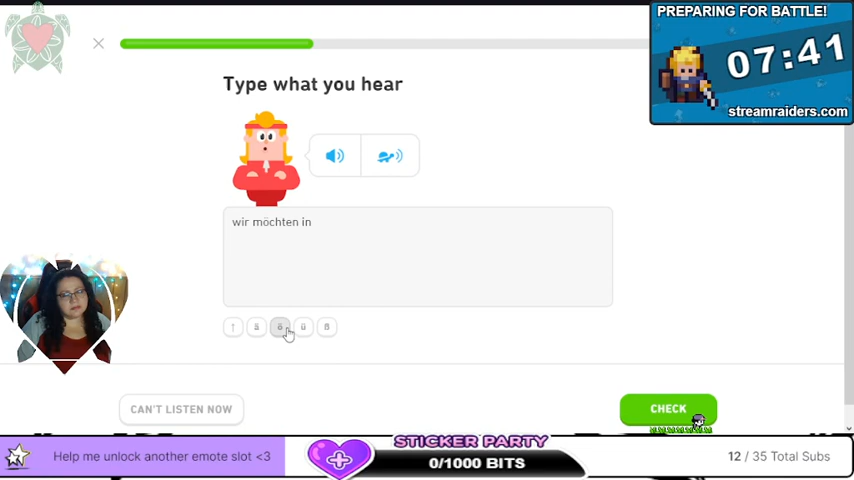 PREPARING FOR BATTLE!
07:41
streamraiders.com
Type what you hear
wir möchten in
↑ ä ö ü ß
CAN'T LISTEN NOW
CHECK
Help me unlock another emote slot <3
STICKER PARTY
0/1000 BITS
12 / 35 Total Subs